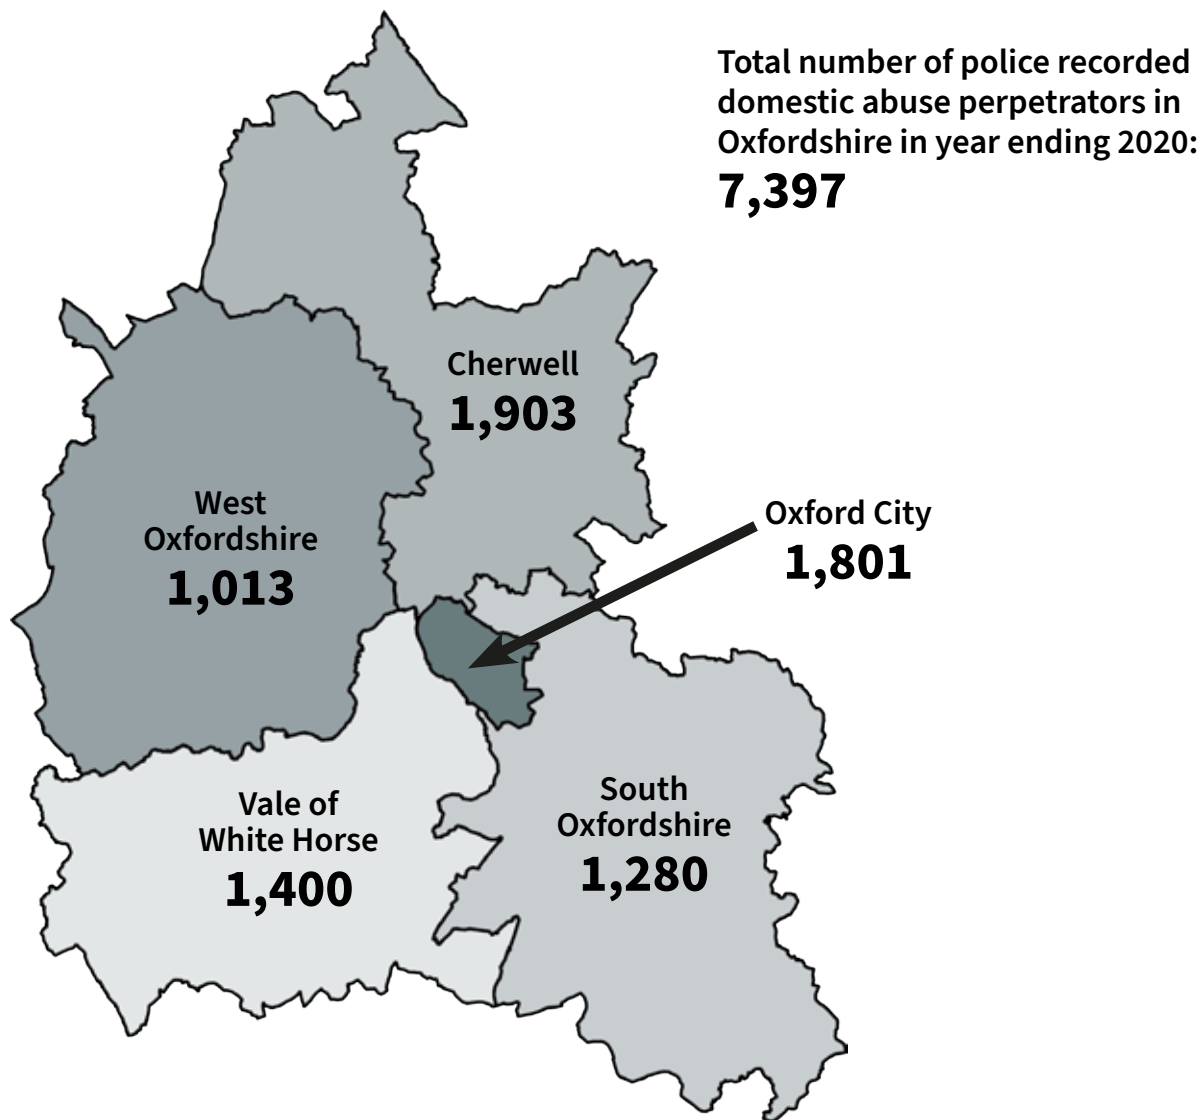 Total number of police recorded
domestic abuse perpetrators in
Oxfordshire in year ending 2020:
7,397
Cherwell
1,903
West
Oxfordshire
1,013
Oxford City
1,801
Vale of
White Horse
1,400
South
Oxfordshire
1,280